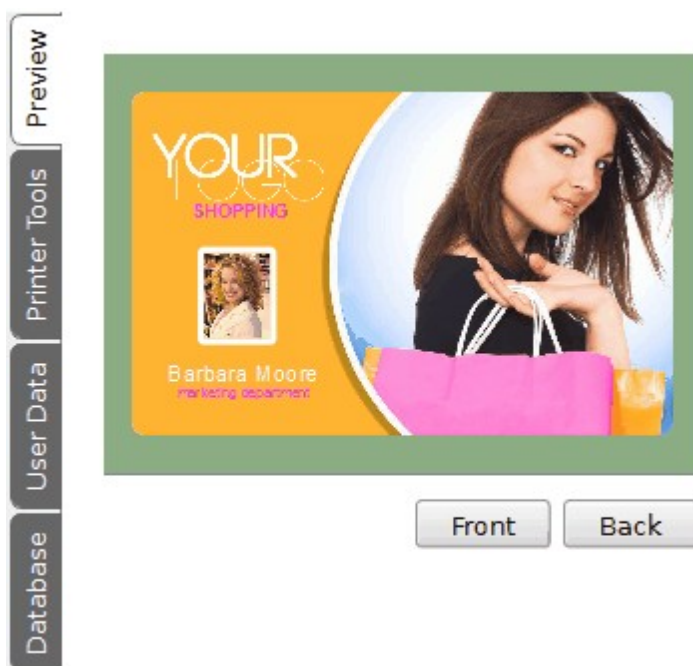 Preview
Printer Tools
User Data
Database
YOUR
LOGO
SHOPPING
Barbara Moore
marketing department
Front
Back